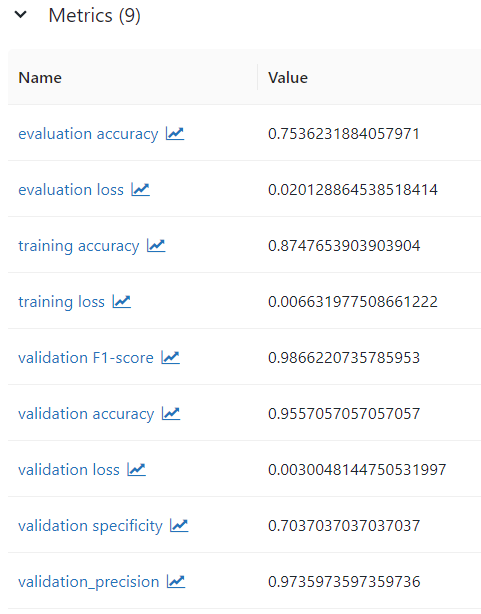 Metrics (9)
Name Value
evaluation accuracy 0.7536231884057971
evaluation loss 0.020128864538518414
training accuracy 0.8747653903903904
training loss 0.006631977508661222
validation F1-score 0.9866220735785953
validation accuracy 0.9557057057057057
validation loss 0.0030048144750531997
validation specificity 0.7037037037037037
validation_precision 0.9735973597359736